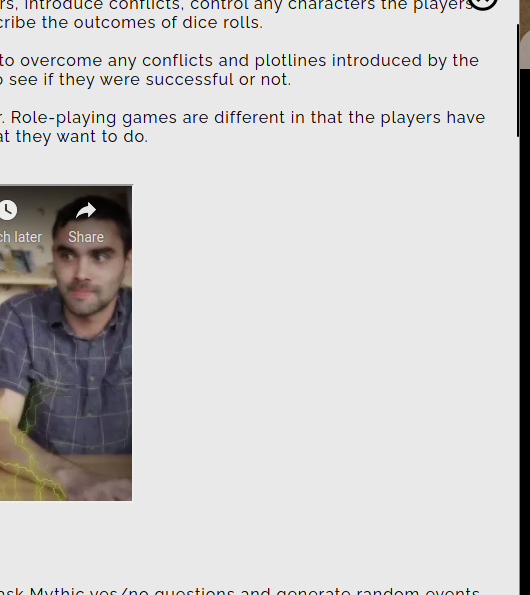 rs, introduce conflicts, control any characters the players
cribe the outcomes of dice rolls.
to overcome any conflicts and plotlines introduced by the
o see if they were successful or not.
r. Role-playing games are different in that the players have
at they want to do.
ch later
Share
ask Mythic yes/no questions and generate random events